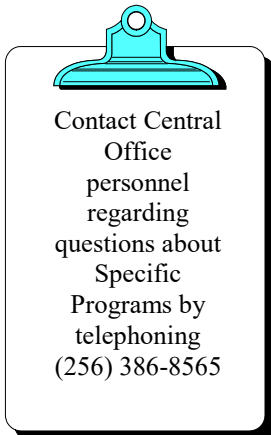 Contact Central
Office
personnel
regarding
questions about
Specific
Programs by
telephoning
(256) 386-8565